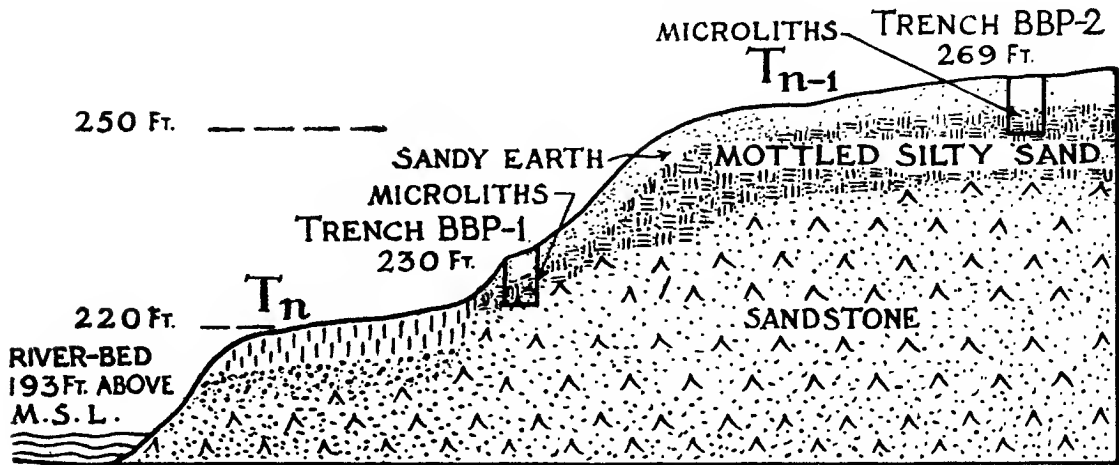 MICROLITHS
TRENCH BBP-2
269 FT.
Tn-1
250 FT.
SANDY EARTH
MOTTLED SILTY SAND
MICROLITHS
TRENCH BBP-1
230 FT.
Tn
220 FT.
SANDSTONE
RIVER-BED
193 FT. ABOVE
M.S.L.